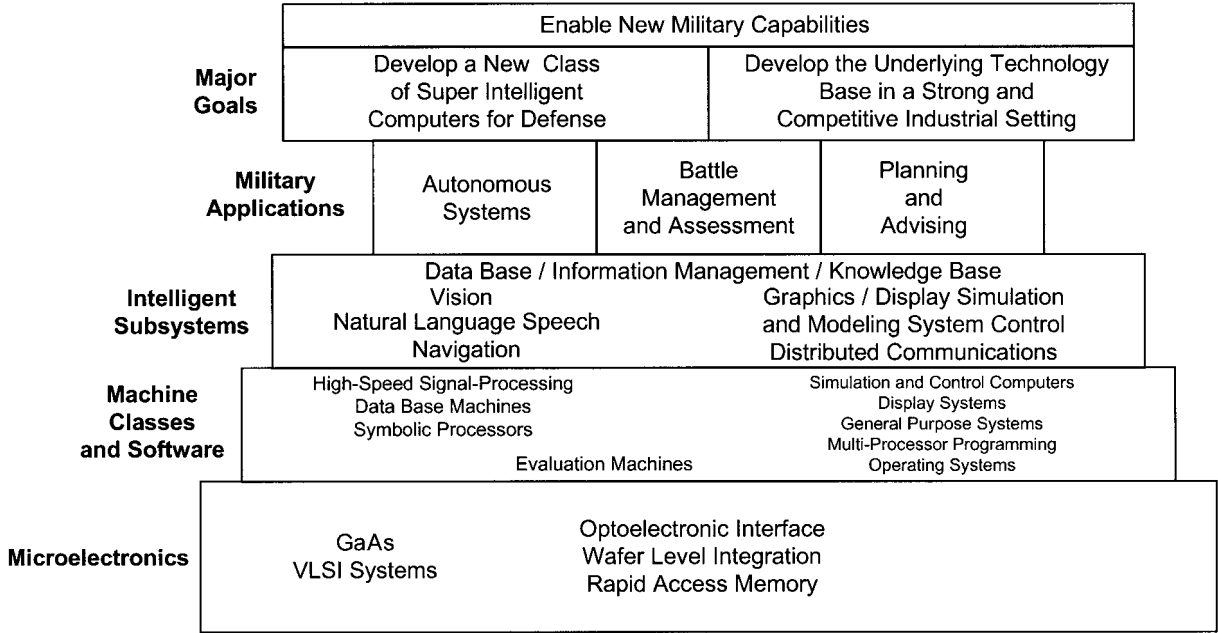 Enable New Military Capabilities
Major
Goals
Develop a New Class
of Super Intelligent
Computers for Defense
Develop the Underlying Technology
Base in a Strong and
Competitive Industrial Setting
Military
Applications
Autonomous
Systems
Battle
Management
and Assessment
Planning
and
Advising
Intelligent
Subsystems
Data Base / Information Management / Knowledge Base
Vision
Natural Language Speech
Navigation
Graphics / Display Simulation
and Modeling System Control
Distributed Communications
Machine
Classes
and Software
High-Speed Signal-Processing
Data Base Machines
Symbolic Processors
Evaluation Machines
Simulation and Control Computers
Display Systems
General Purpose Systems
Multi-Processor Programming
Operating Systems
Microelectronics
GaAs
VLSI Systems
Optoelectronic Interface
Wafer Level Integration
Rapid Access Memory